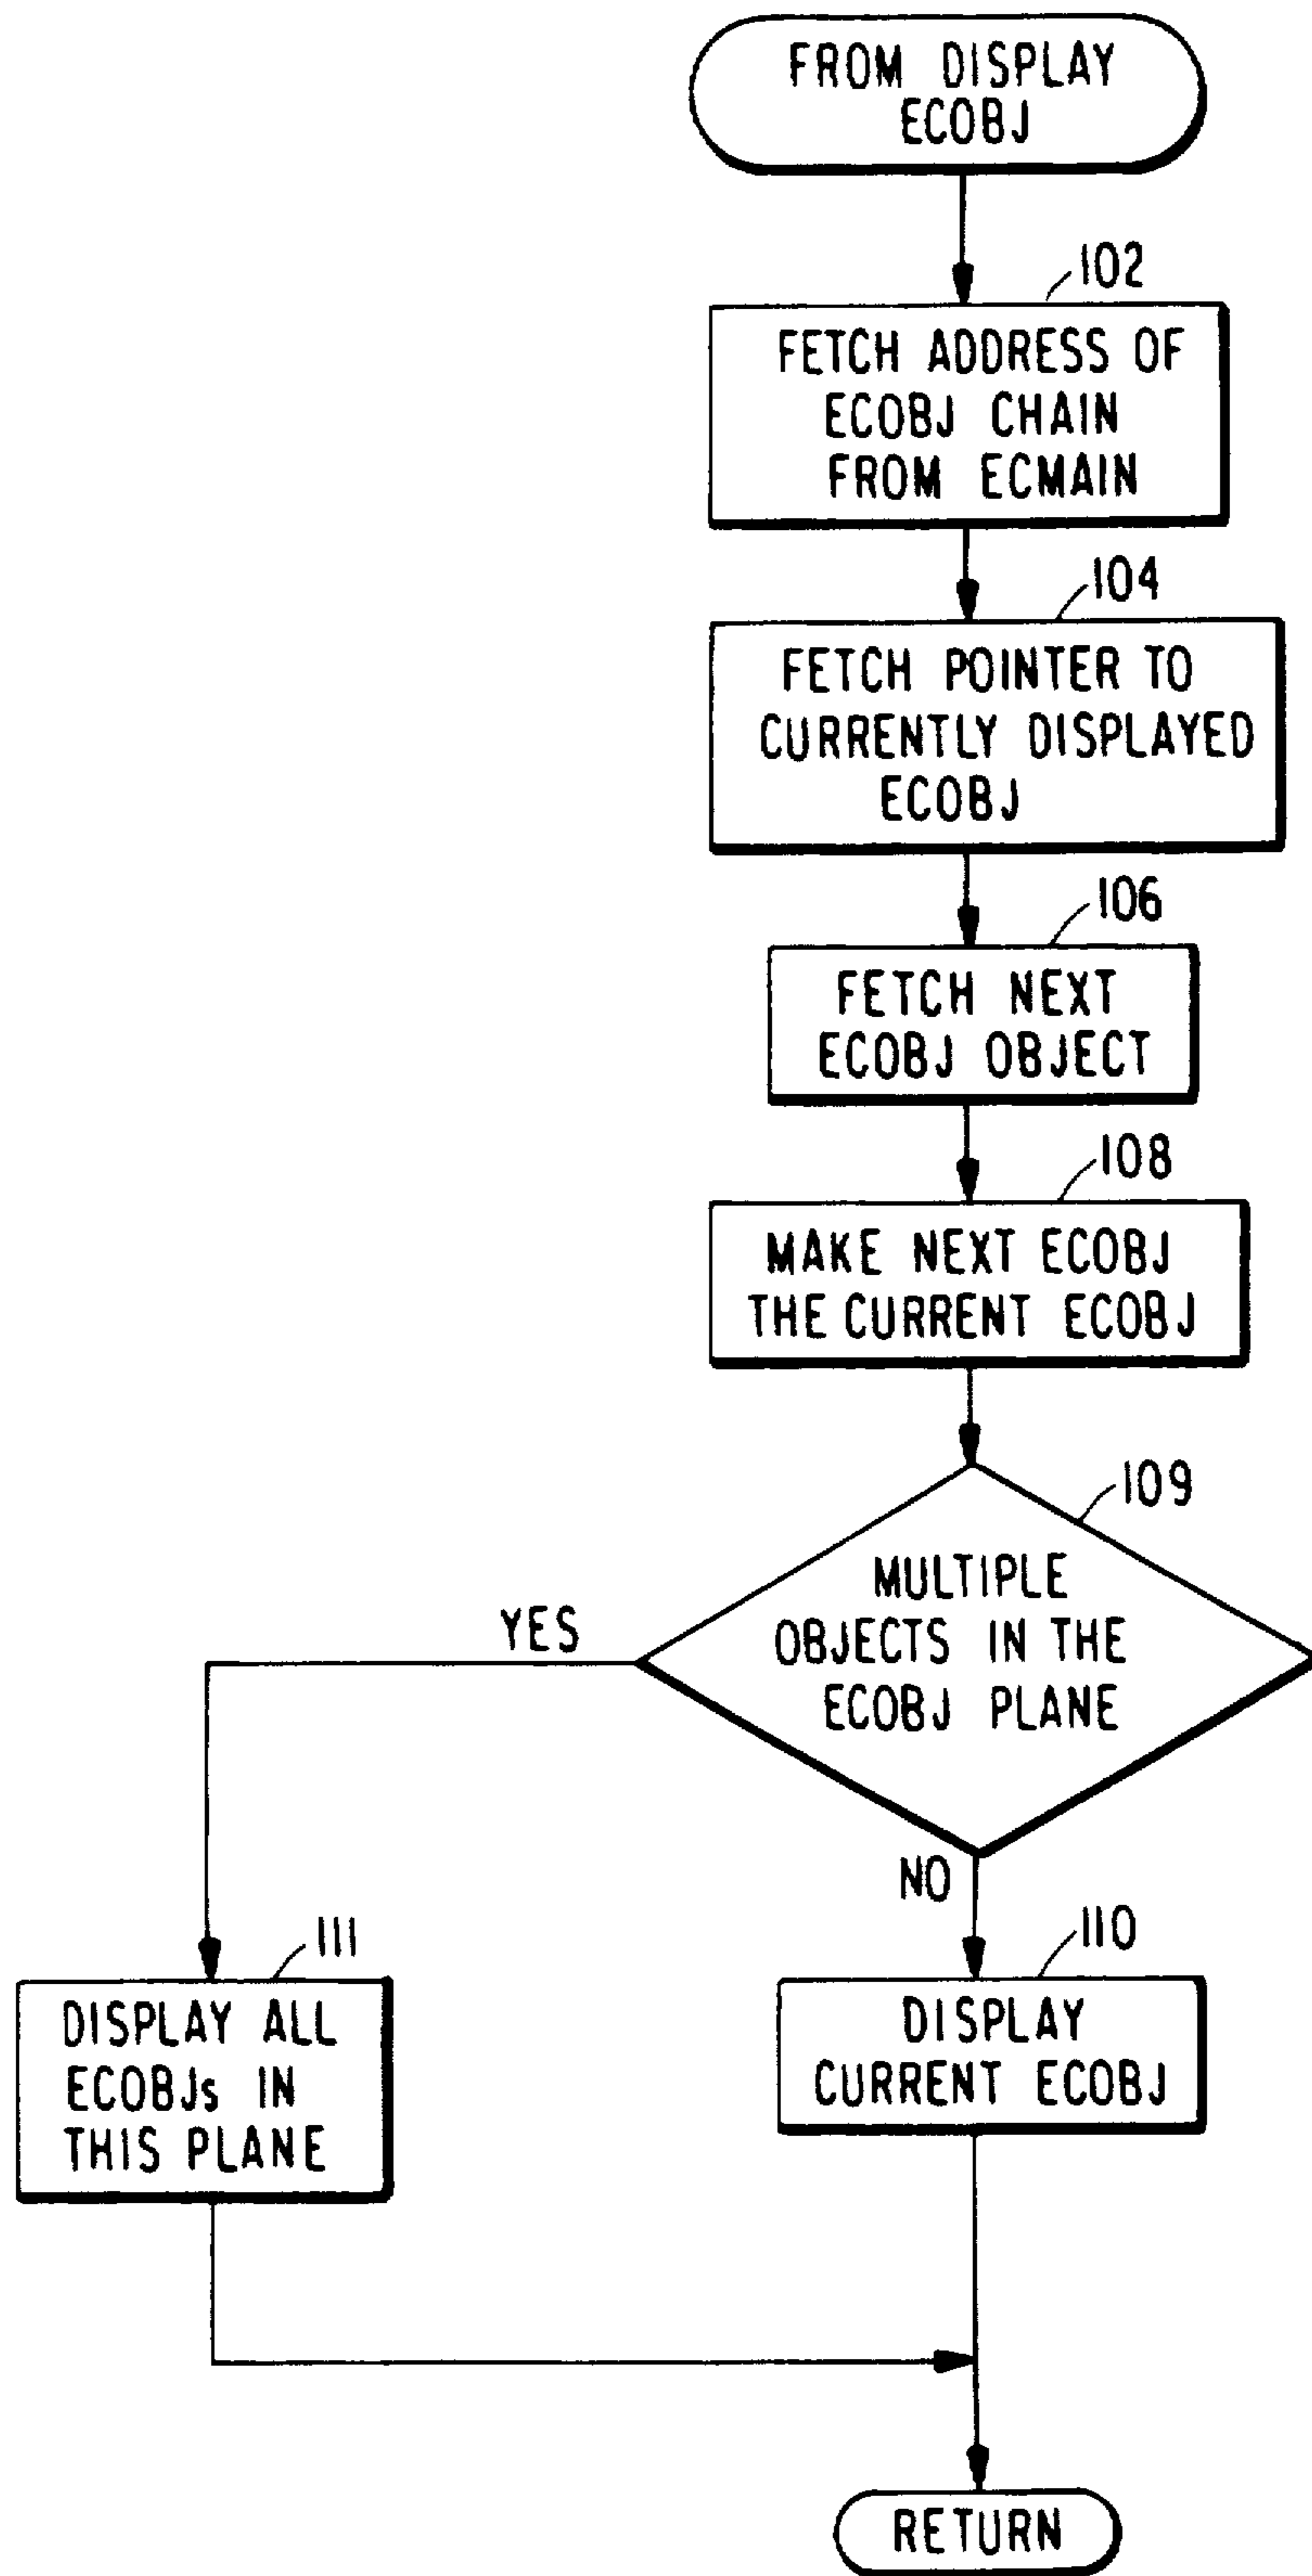 FROM DISPLAY
ECOBJ
102
FETCH ADDRESS OF
ECOBJ CHAIN
FROM ECMAIN
104
FETCH POINTER TO
CURRENTLY DISPLAYED
ECOBJ
106
FETCH NEXT
ECOBJ OBJECT
108
MAKE NEXT ECOBJ
THE CURRENT ECOBJ
109
MULTIPLE
OBJECTS IN THE
ECOBJ PLANE
YES
NO
111
DISPLAY ALL
ECOBJs IN
THIS PLANE
110
DISPLAY
CURRENT ECOBJ
RETURN